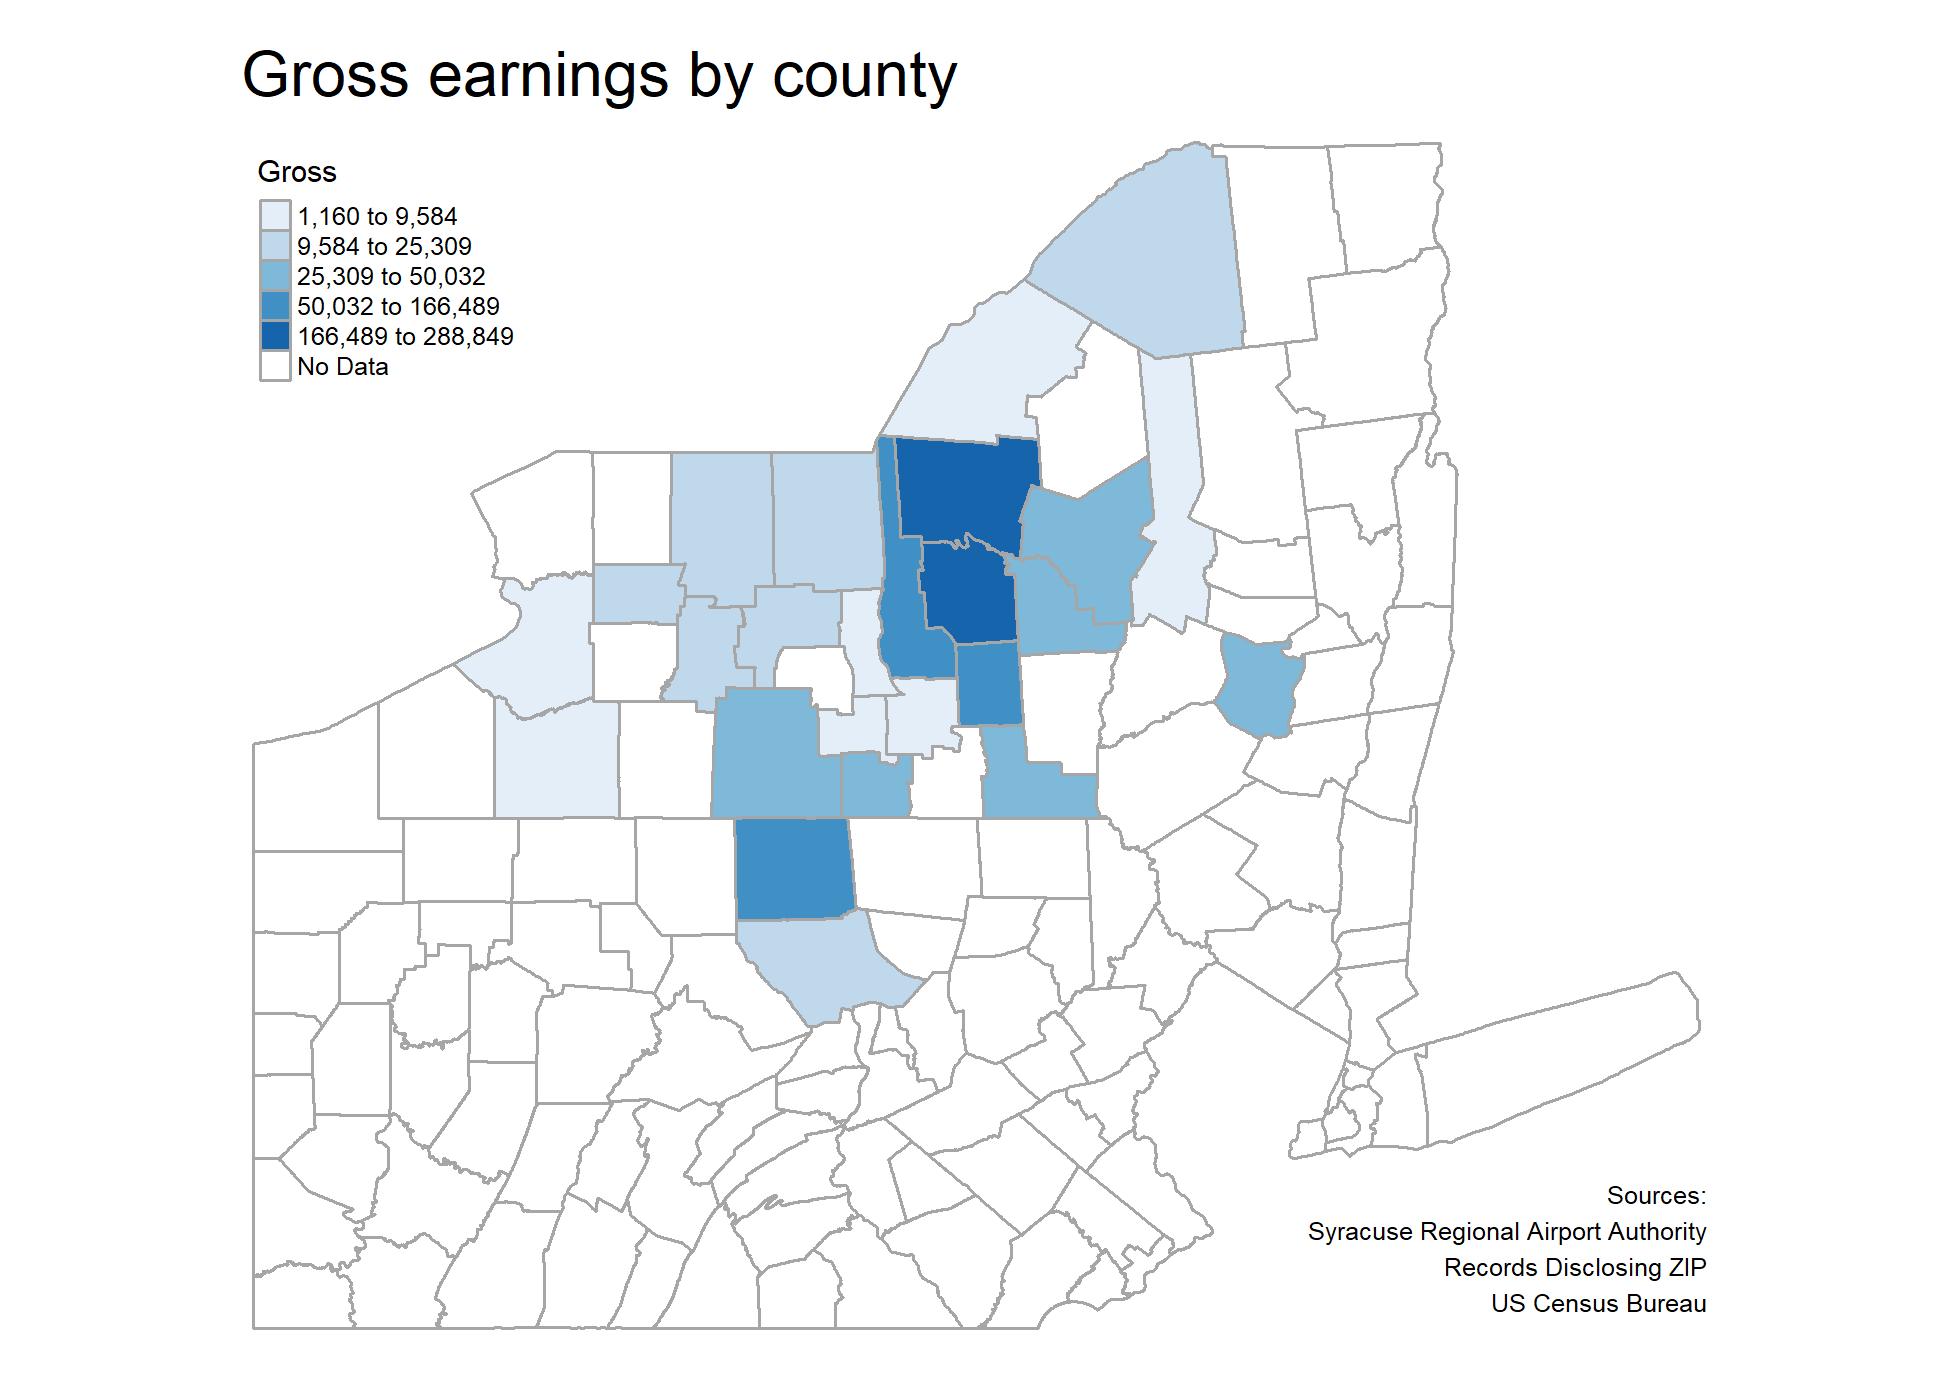 Gross earnings by county
Gross
1,160 to 9,584
9,584 to 25,309
25,309 to 50,032
50,032 to 166,489
166,489 to 288,849
No Data
Sources:
Syracuse Regional Airport Authority
Records Disclosing ZIP
US Census Bureau